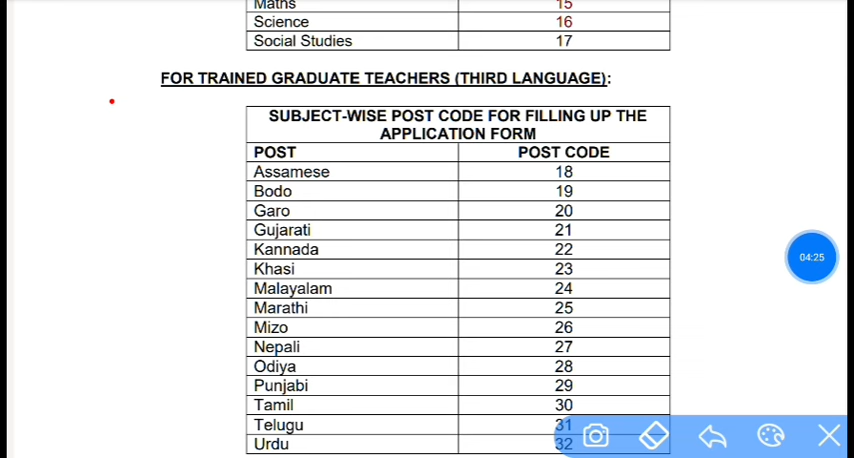 Maths 15
Science 16
Social Studies 17
FOR TRAINED GRADUATE TEACHERS (THIRD LANGUAGE):
SUBJECT-WISE POST CODE FOR FILLING UP THE
APPLICATION FORM
POST POST CODE
Assamese 18
Bodo 19
Garo 20
Gujarati 21
Kannada 22
Khasi 23
Malayalam 24
Marathi 25
Mizo 26
Nepali 27
Odiya 28
Punjabi 29
Tamil 30
Telugu 31
Urdu 32
04:25